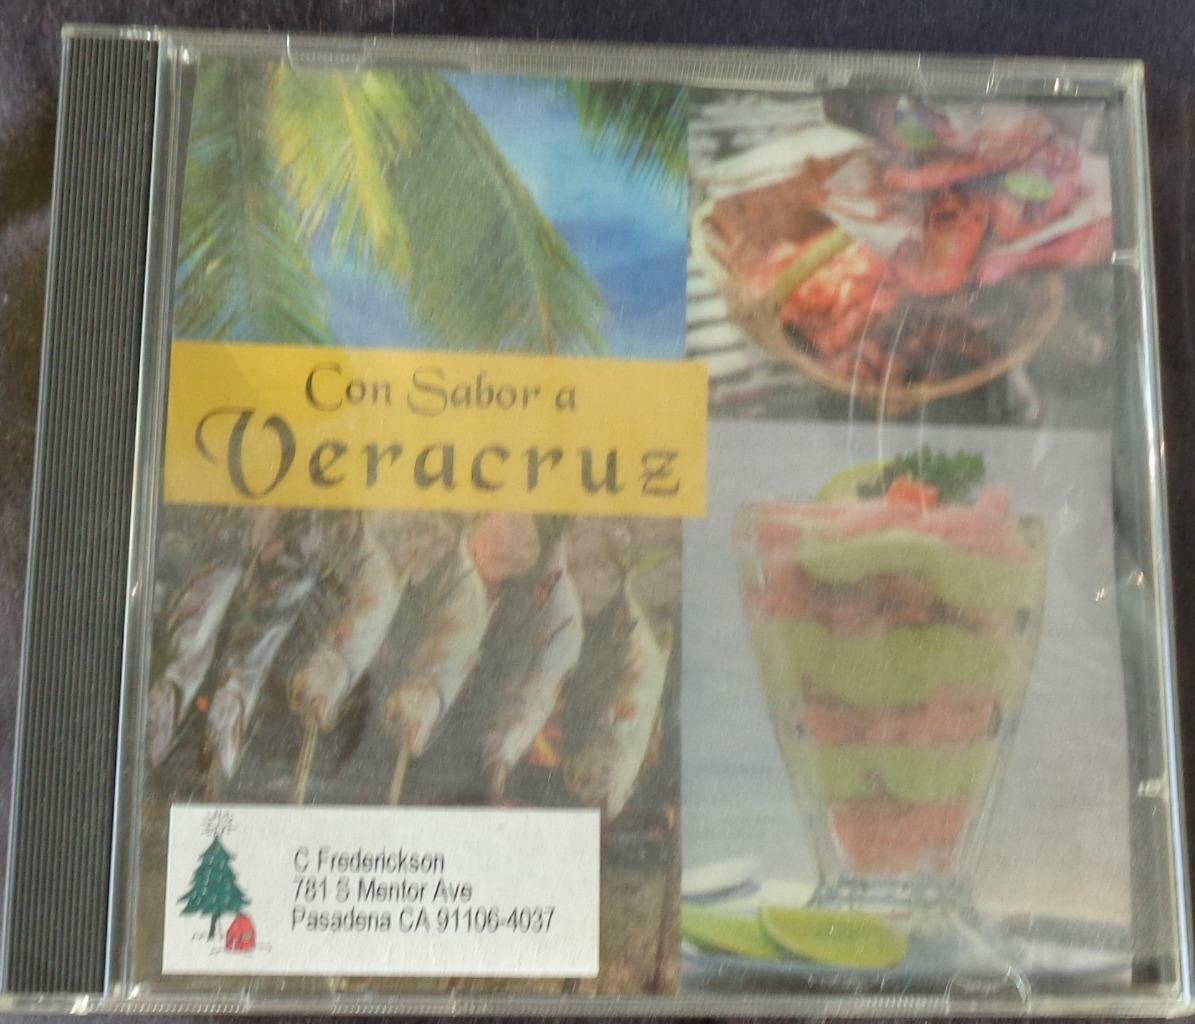 Con Sabor a
Veracruz
C Frederickson
781 S Mentor Ave
Pasadena CA 91106-4037